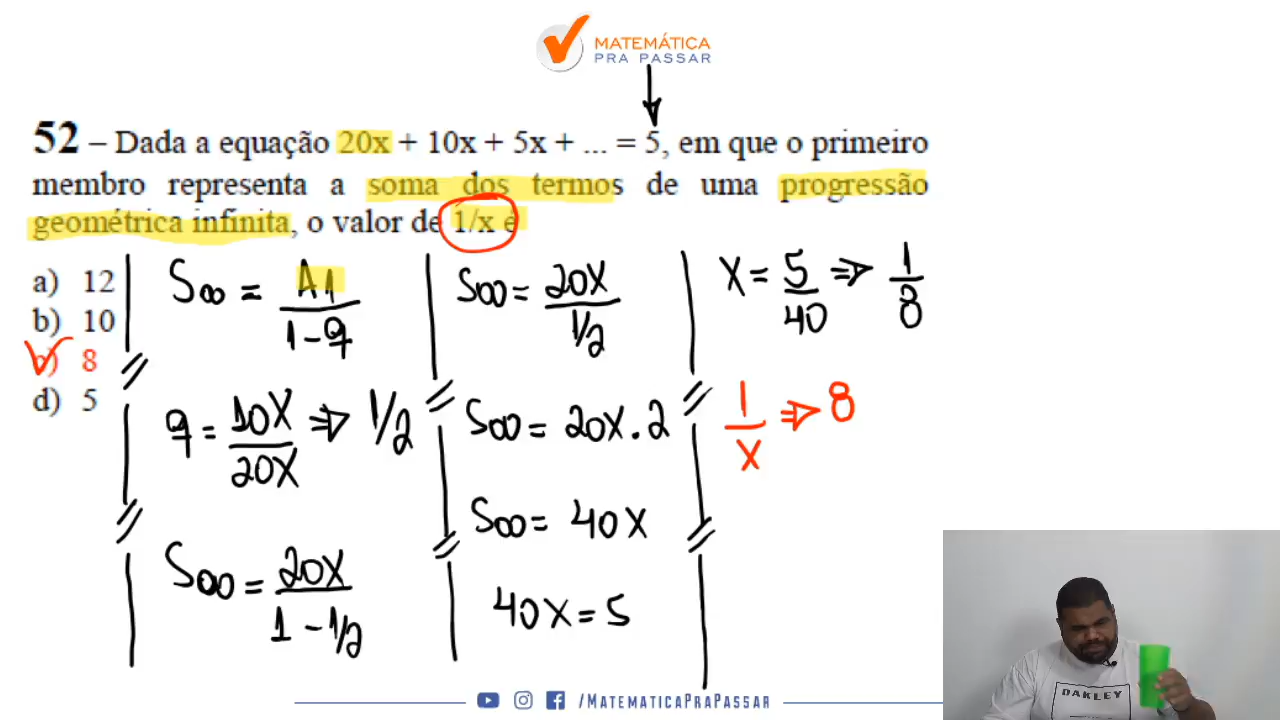 MATEMÁTICA
PRA PASSAR
52 – Dada a equação 20x + 10x + 5x + ... = 5, em que o primeiro
membro representa a soma dos termos de uma progressão
geométrica infinita, o valor de 1/x é
a) 12
b) 10
c) 8
d) 5
S∞ = A1 / 1 - q
q = 10X / 20X ⇒ 1/2
S∞ = 20X / 1 - 1/2
S∞ = 20X / 1/2
S∞ = 20X . 2
S∞ = 40X
40X = 5
X = 5 / 40 ⇒ 1 / 8
1 / X ⇒ 8
OAKLEY
/MATEMATICAPRAPASSAR